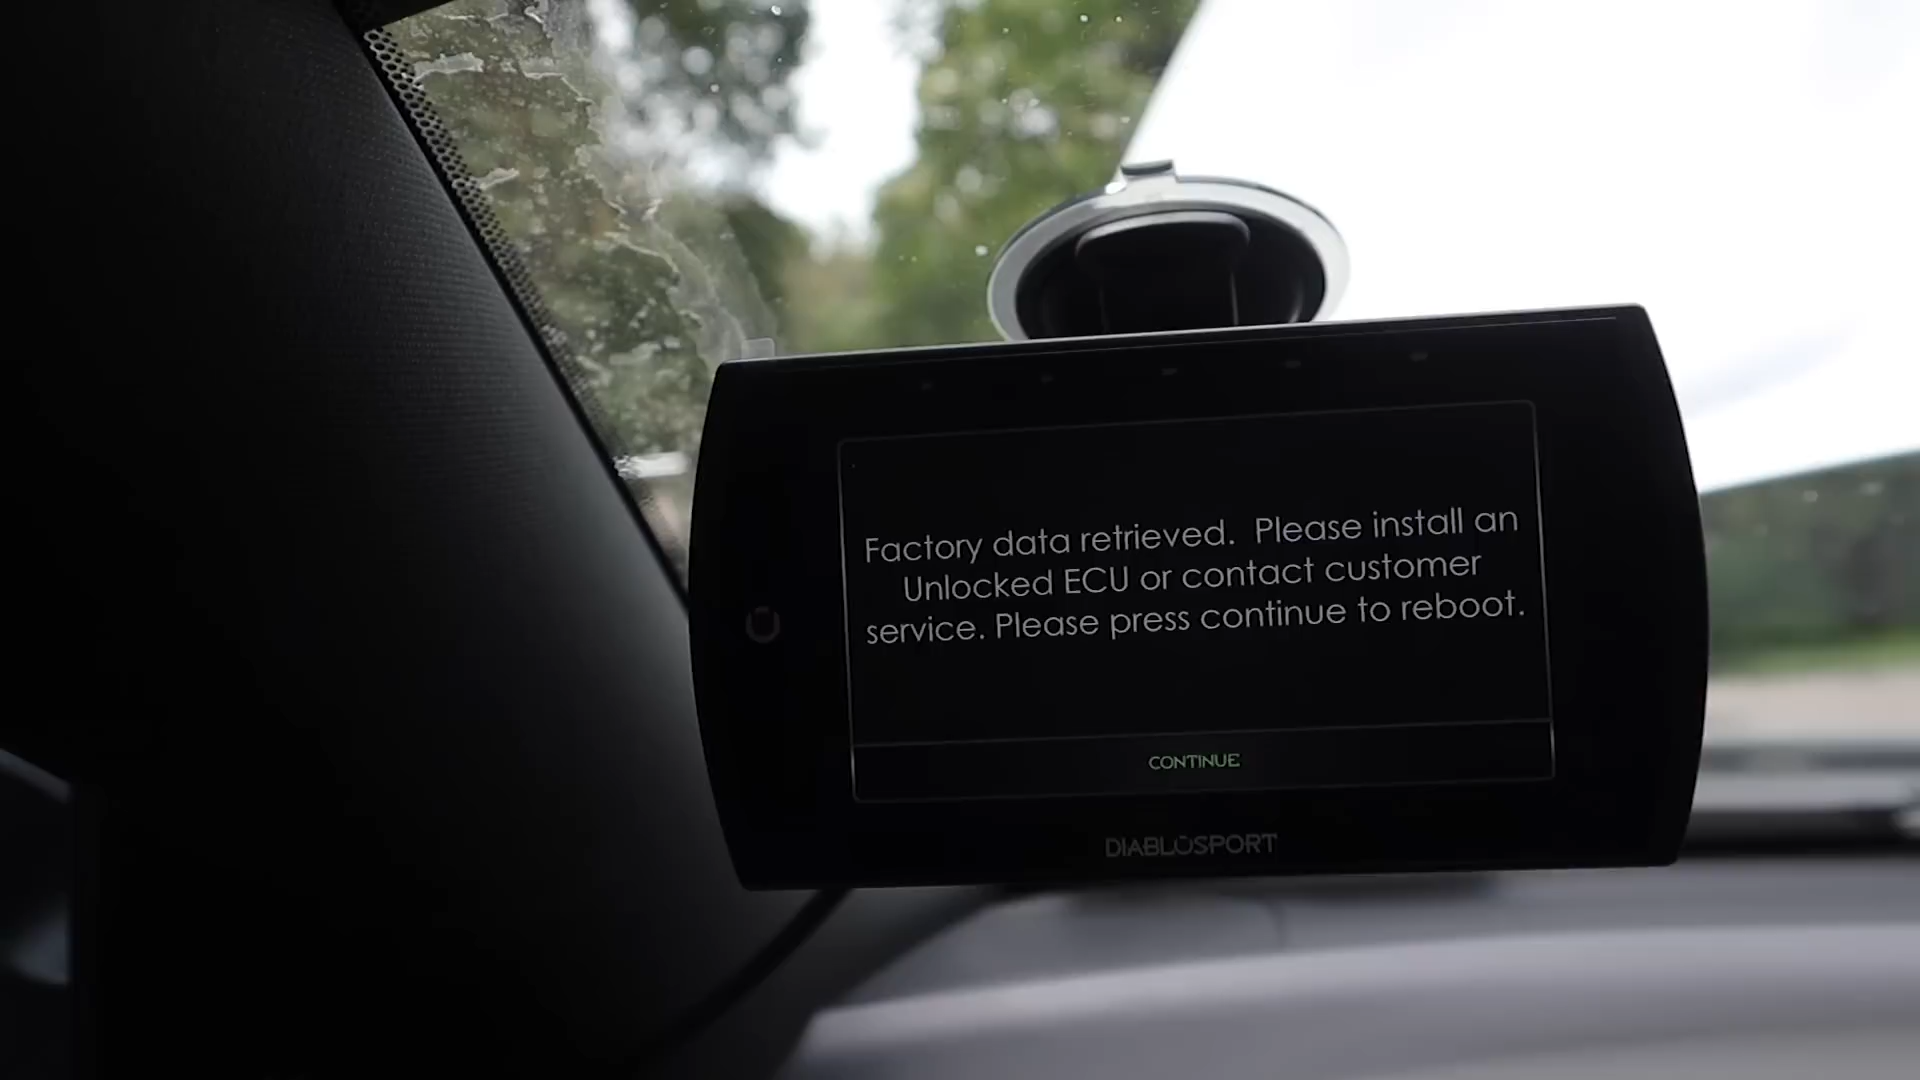 Factory data retrieved.  Please install an
Unlocked ECU or contact customer
service. Please press continue to reboot.
CONTINUE
DIABLOSPORT